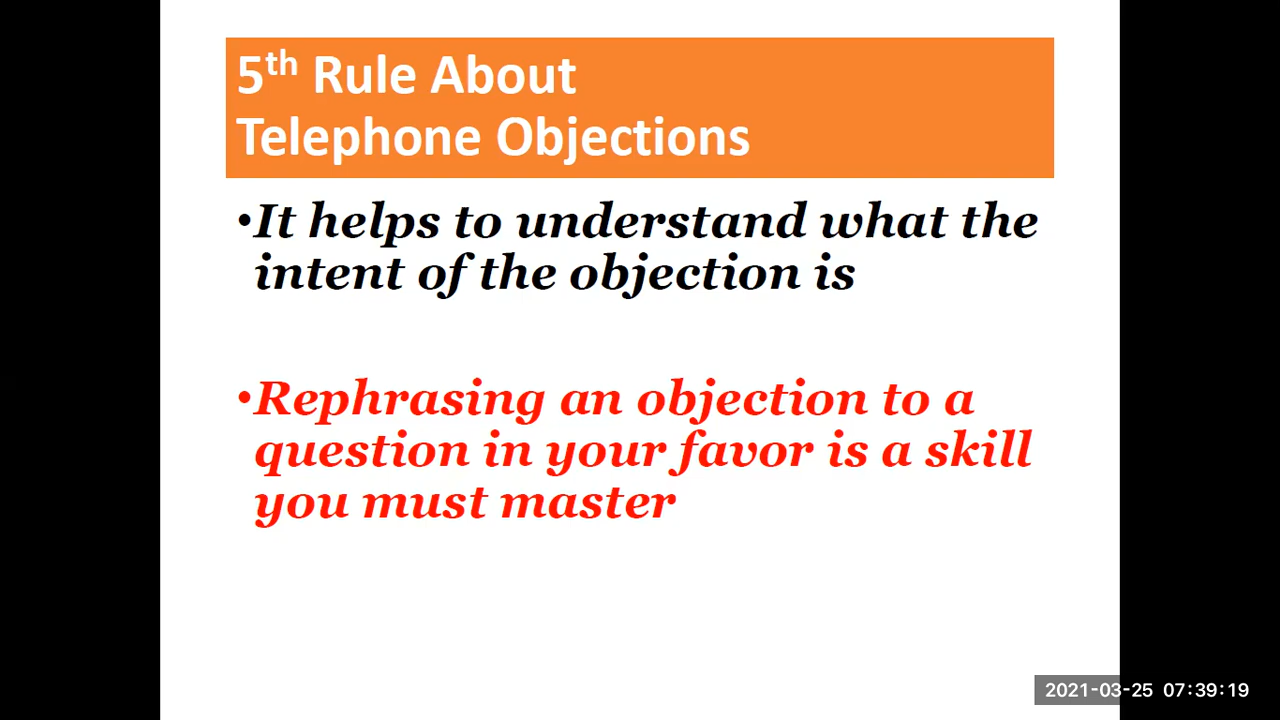 5th Rule About
Telephone Objections
•It helps to understand what the
intent of the objection is
•Rephrasing an objection to a
question in your favor is a skill
you must master
2021-03-25 07:39:19